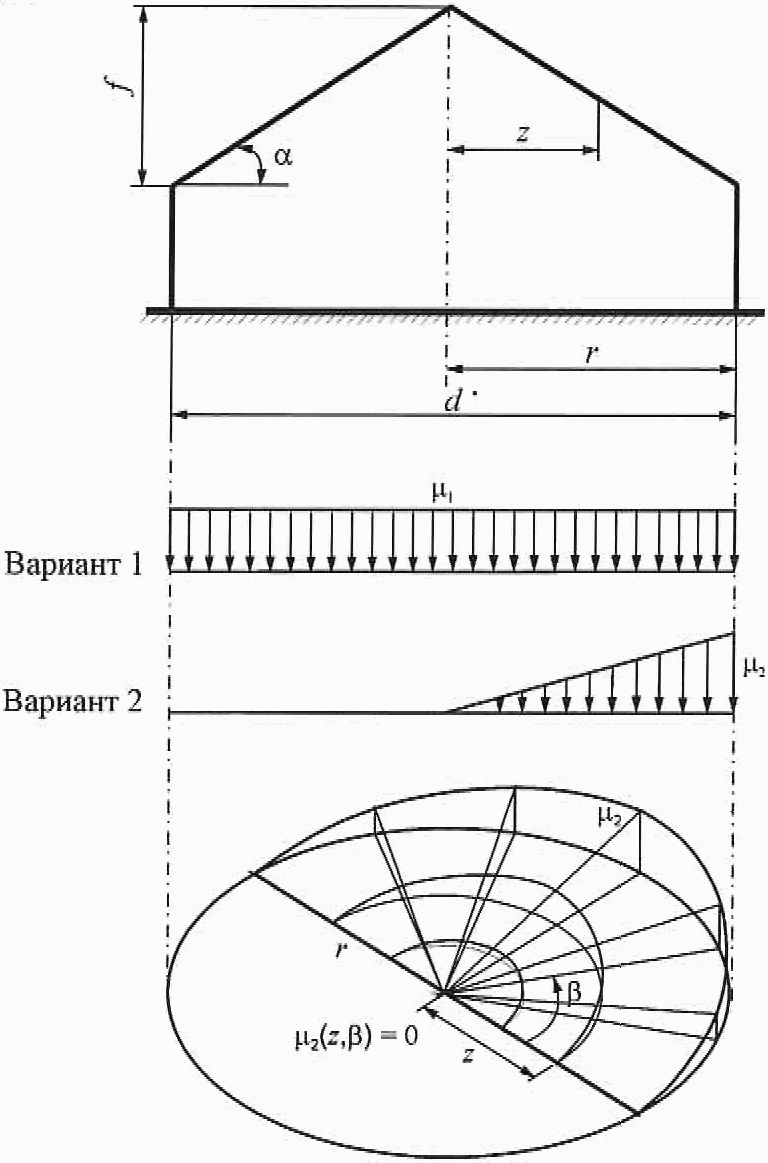 f
α
z
r
d
μ₁
Вариант 1
Вариант 2
μ₂
μ₂
r
β
μ₂(z,β) = 0
z